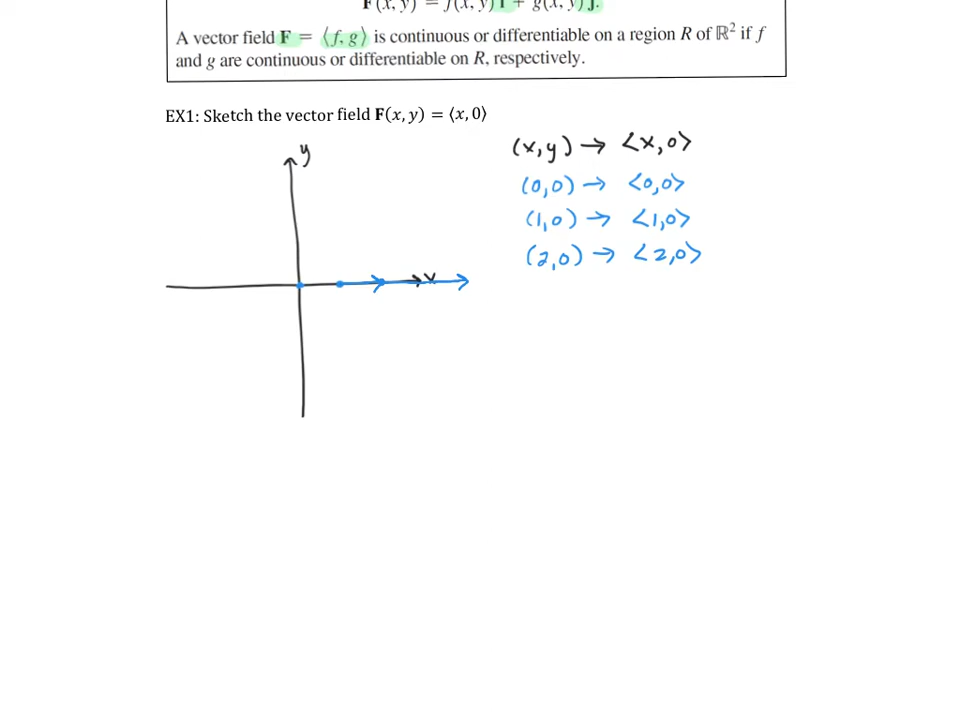 F(x, y) = f(x, y) i + g(x, y) j.
A vector field F = ⟨f, g⟩ is continuous or differentiable on a region R of ℝ² if f
and g are continuous or differentiable on R, respectively.
EX1: Sketch the vector field F(x, y) = ⟨x, 0⟩
(x,y) → <x,0>
y
(0,0) → <0,0>
(1,0) → <1,0>
(2,0) → <2,0>
x